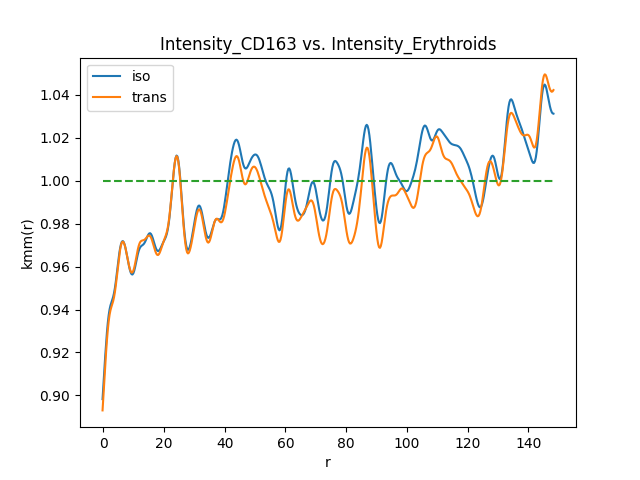 Intensity_CD163 vs. Intensity_Erythroids
iso
trans
1.04
1.02
1.00
0.98
0.96
0.94
0.92
0.90
kmm(r)
0 20 40 60 80 100 120 140
r